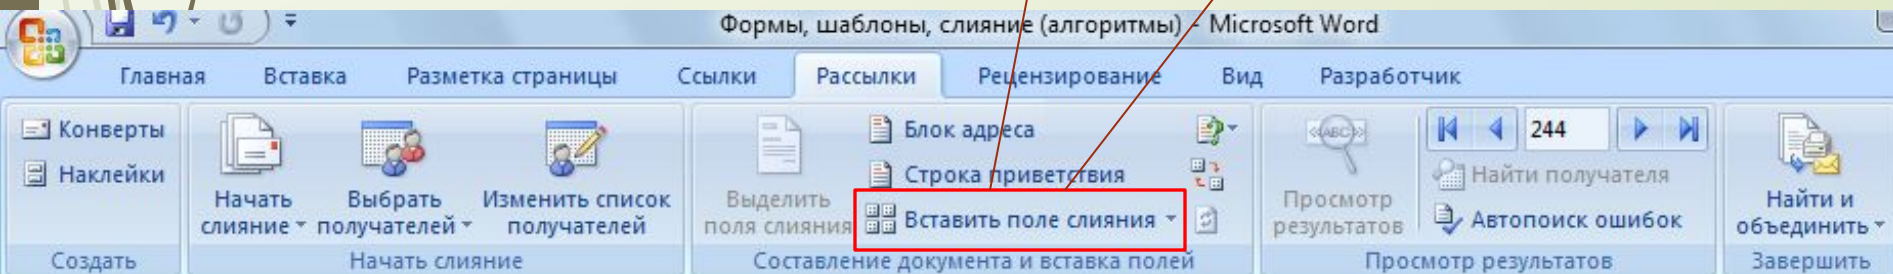 Формы, шаблоны, слияние (алгоритмы) - Microsoft Word
Главная Вставка Разметка страницы Ссылки Рассылки Рецензирование Вид Разработчик
Конверты
Наклейки
Создать
Начать слияние
Выбрать получателей
Изменить список получателей
Начать слияние
Выделить поля слияния
Блок адреса
Строка приветствия
Вставить поле слияния
Составление документа и вставка полей
«ABC»
Просмотр результатов
244
Найти получателя
Автопоиск ошибок
Просмотр результатов
Найти и объединить
Завершить